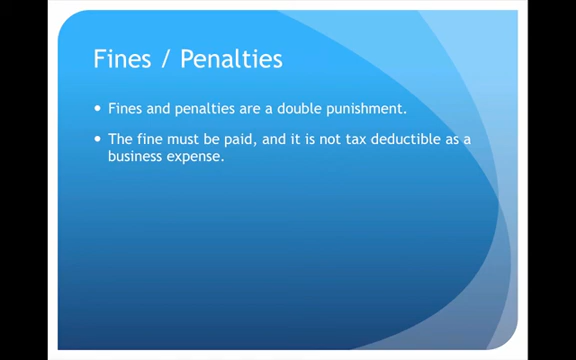 Fines / Penalties
• Fines and penalties are a double punishment.
• The fine must be paid, and it is not tax deductible as a
business expense.